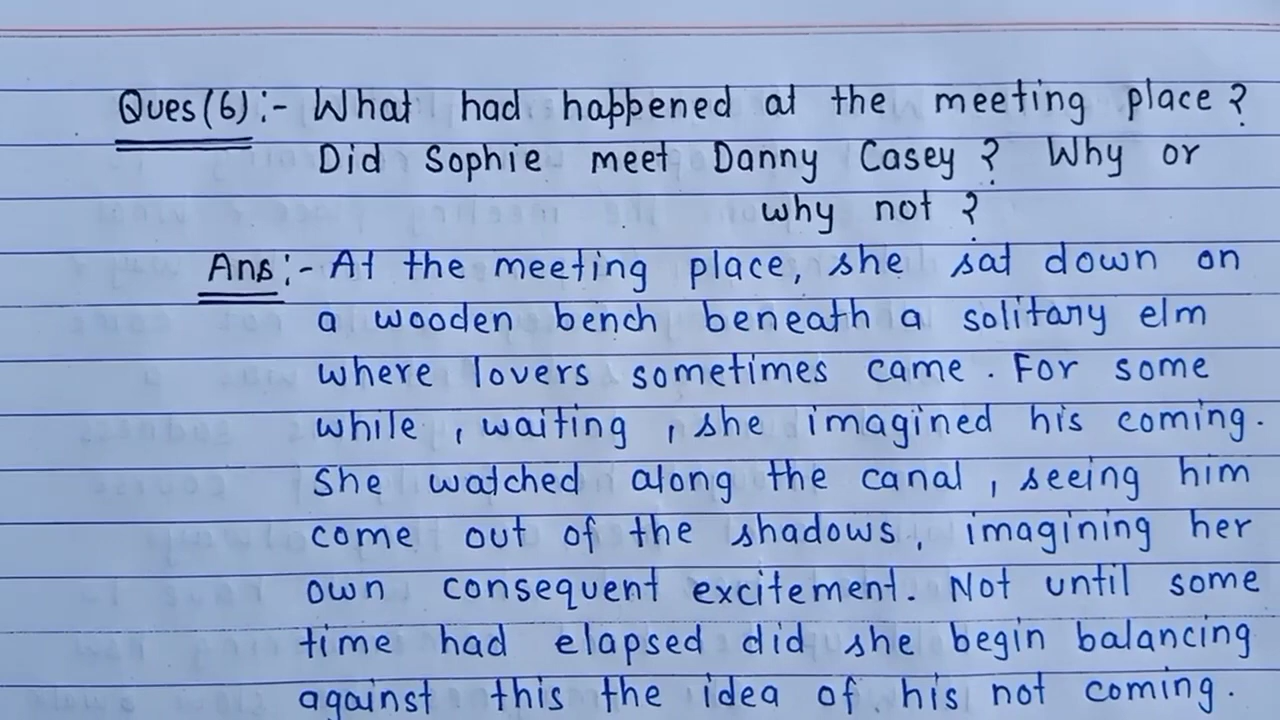 Ques(6):- What had happened at the meeting place?
Did Sophie meet Danny Casey? Why or
why not?
Ans:- At the meeting place, she sat down on
a wooden bench beneath a solitary elm
where lovers sometimes came. For some
while, waiting, she imagined his coming.
She watched along the canal, seeing him
come out of the shadows, imagining her
own consequent excitement. Not until some
time had elapsed did she begin balancing
against this the idea of his not coming.